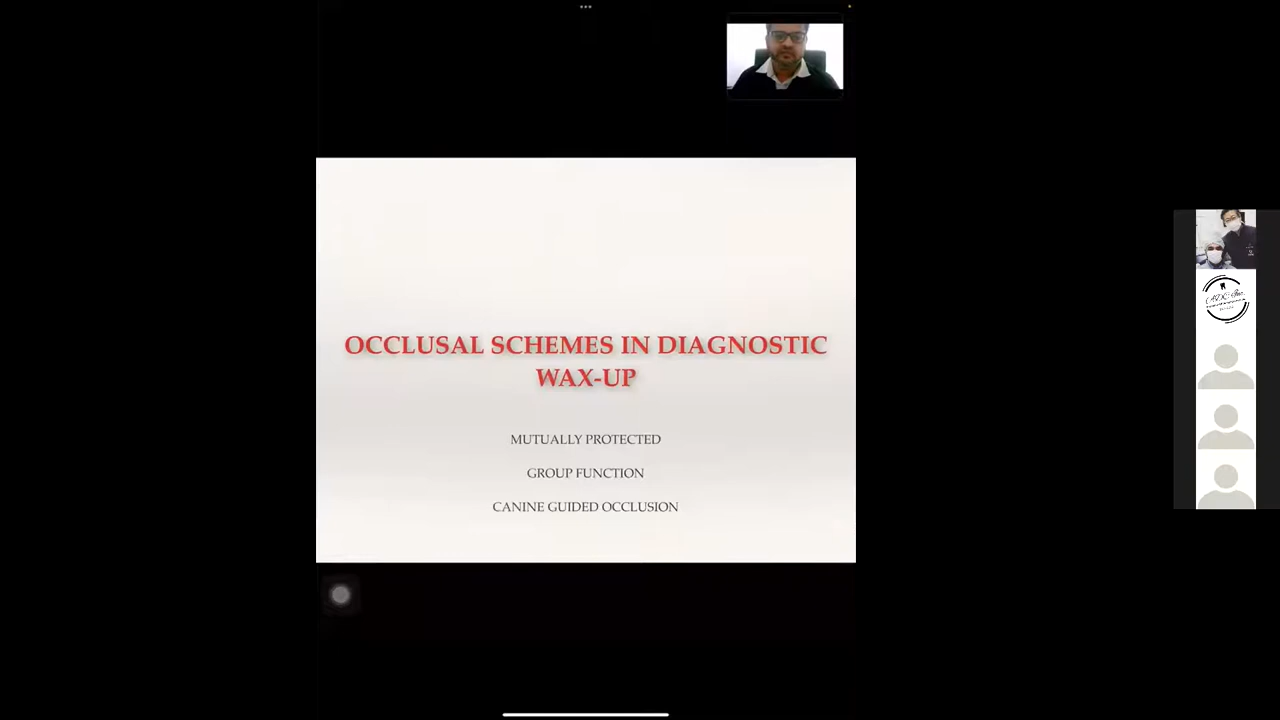 OCCLUSAL SCHEMES IN DIAGNOSTIC
WAX-UP
MUTUALLY PROTECTED
GROUP FUNCTION
CANINE GUIDED OCCLUSION